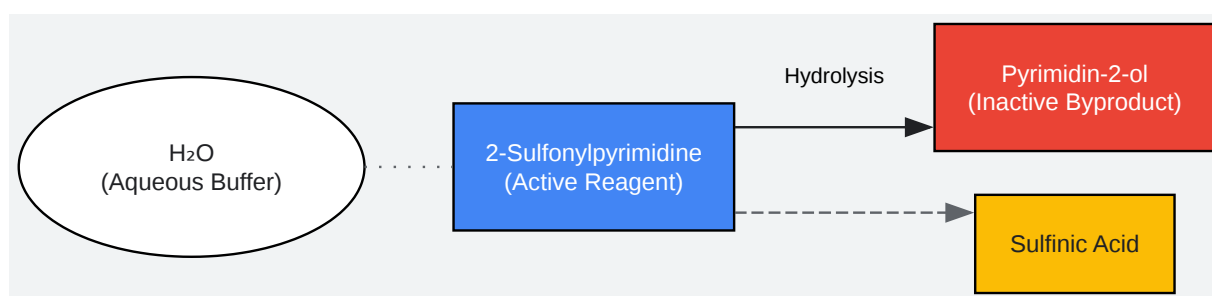 H₂O
(Aqueous Buffer)
2-Sulfonylpyrimidine
(Active Reagent)
Hydrolysis
Pyrimidin-2-ol
(Inactive Byproduct)
Sulfinic Acid